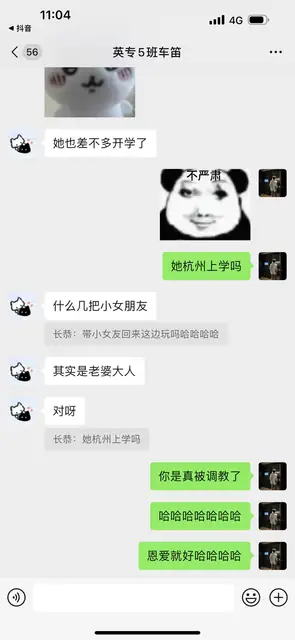 11:04
4G
抖音
56
英专5班车笛
她也差不多开学了
不严肃
她杭州上学吗
什么几把小女朋友
长恭：带小女友回来这边玩吗哈哈哈哈
其实是老婆大人
对呀
长恭：她杭州上学吗
你是真被调教了
哈哈哈哈哈哈哈
恩爱就好哈哈哈哈